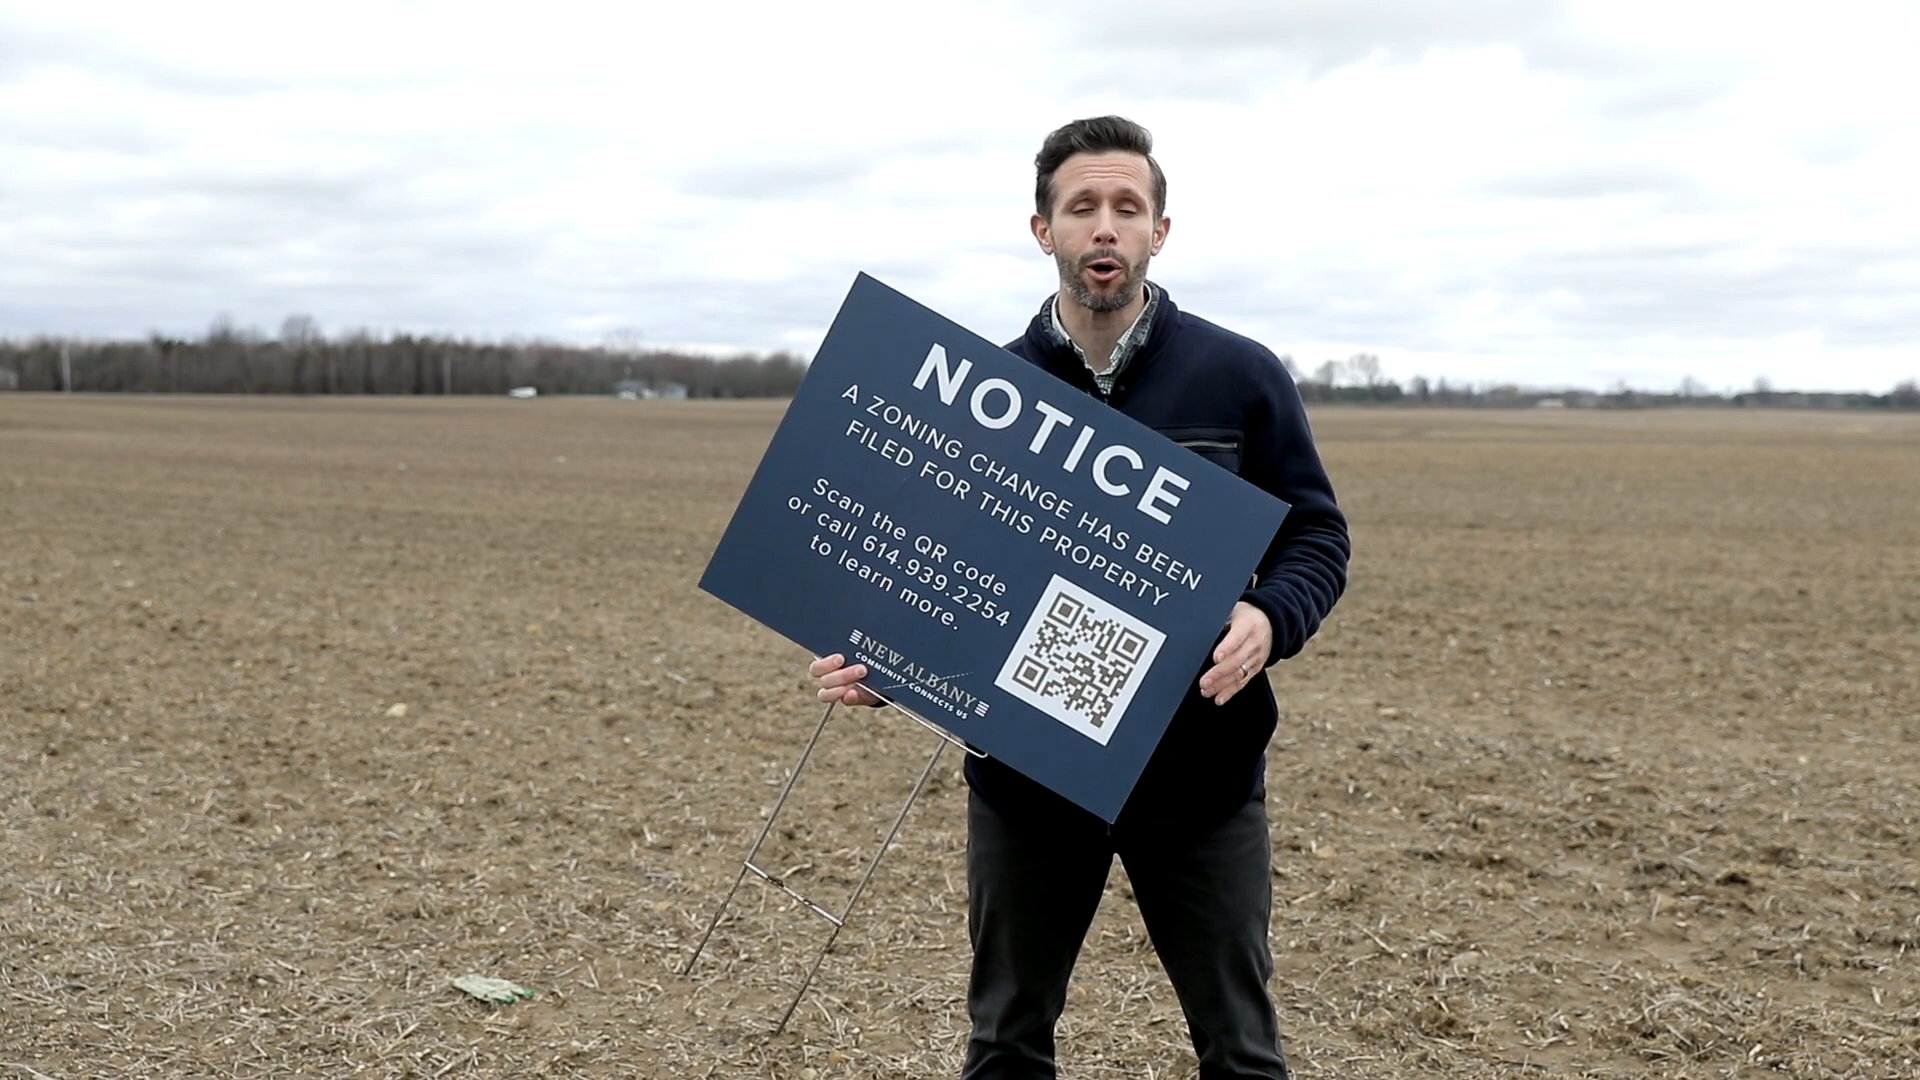 NOTICE
A ZONING CHANGE HAS BEEN
FILED FOR THIS PROPERTY
Scan the QR code
or call 614.939.2254
to learn more.
NEW ALBANY
COMMUNITY CONNECTS US